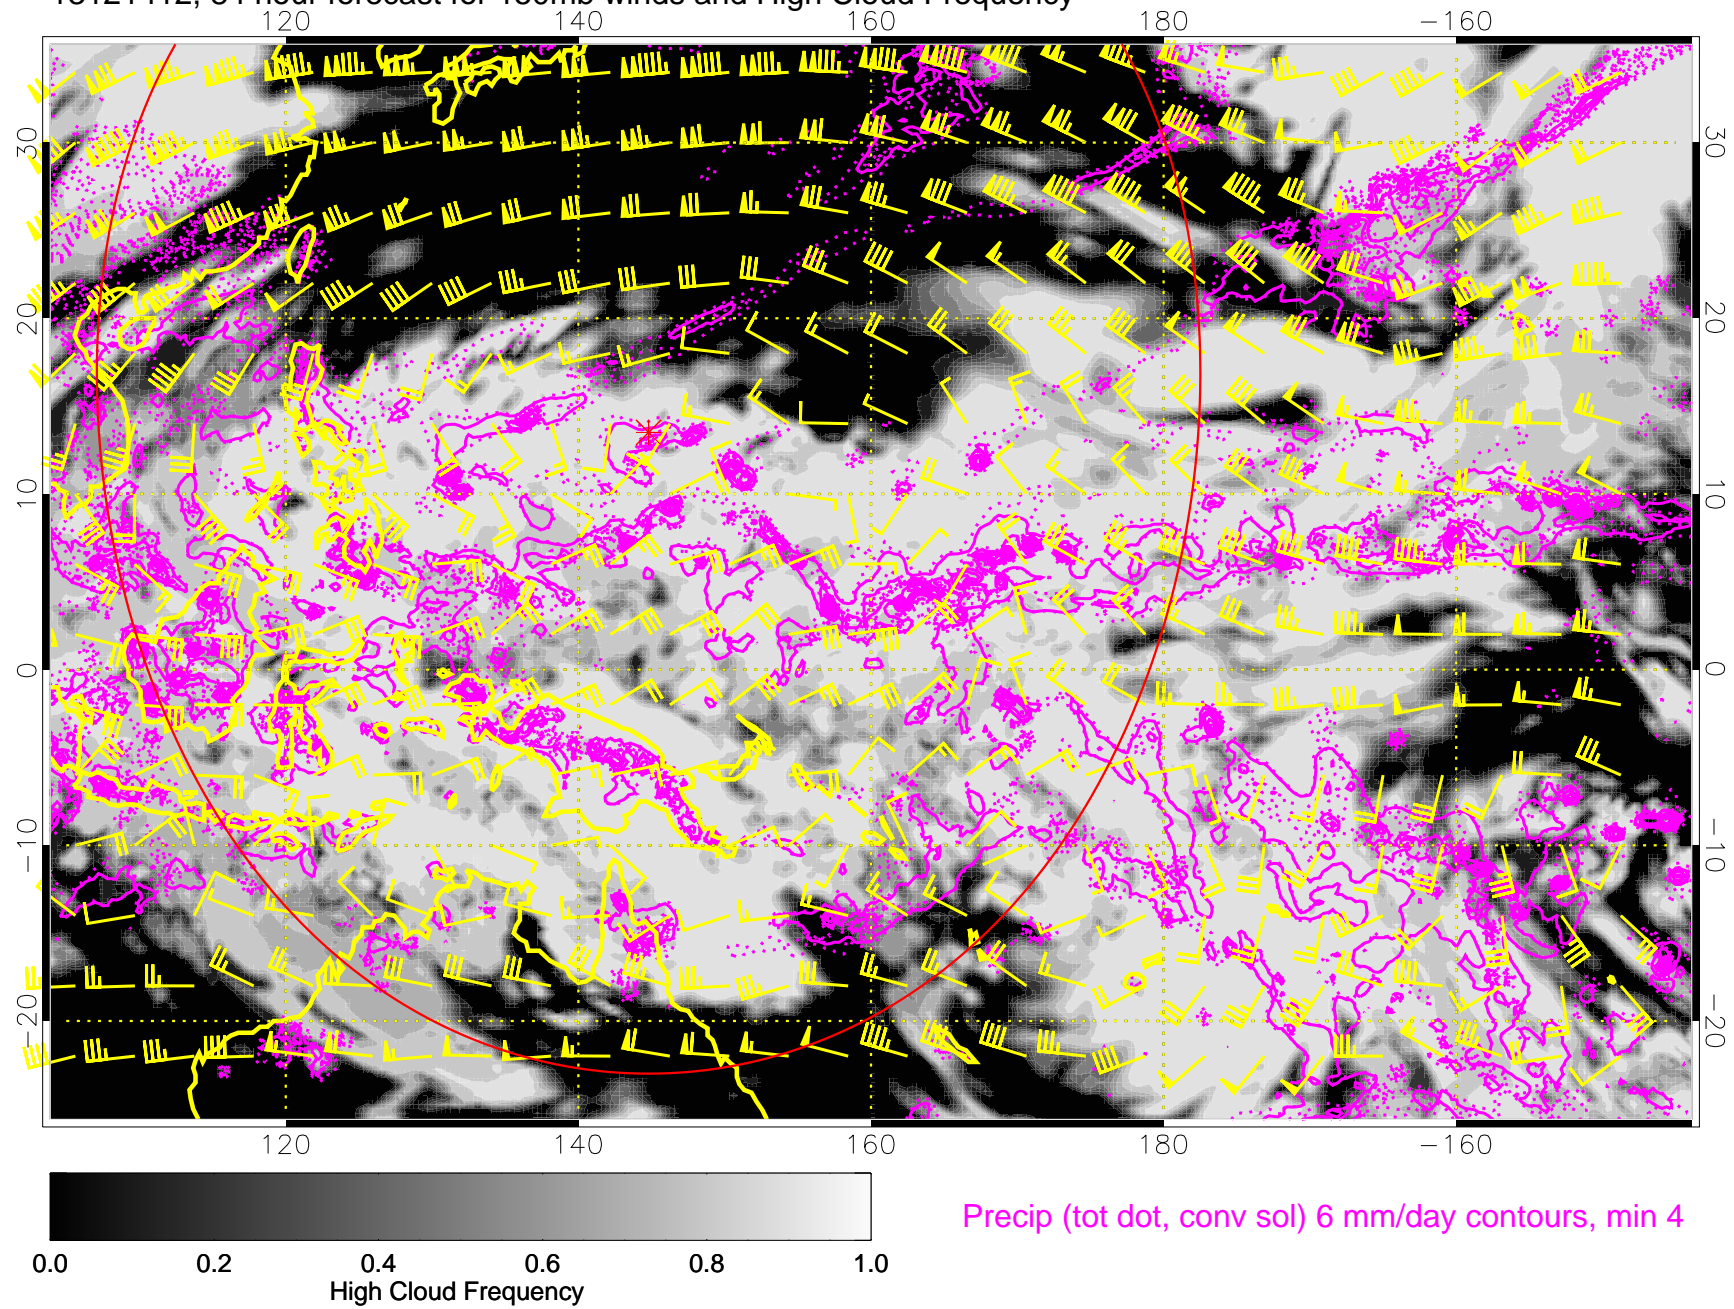 120 140 160 180 −160
30 30
20 20
10 10
0 0
−10 −10
−20 −20
120 140 160 180 −160
0.0 0.2 0.4 0.6 0.8 1.0
High Cloud Frequency
Precip (tot dot, conv sol) 6 mm/day contours, min 4